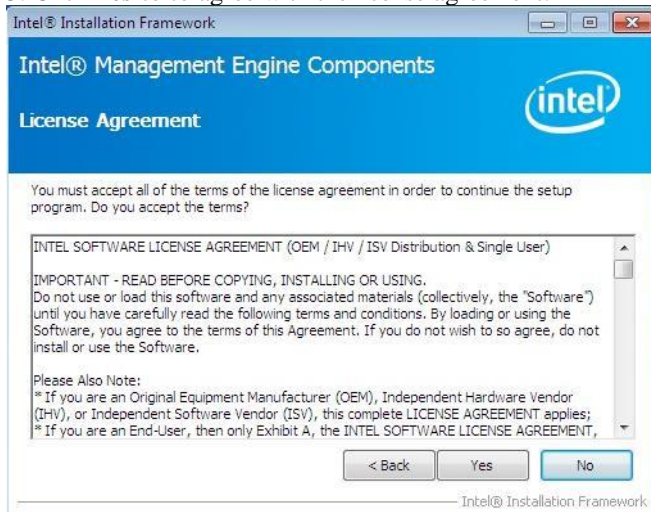 Intel® Installation Framework
Intel® Management Engine Components
License Agreement
intel
You must accept all of the terms of the license agreement in order to continue the setup
program. Do you accept the terms?
INTEL SOFTWARE LICENSE AGREEMENT (OEM / IHV / ISV Distribution & Single User)
IMPORTANT - READ BEFORE COPYING, INSTALLING OR USING.
Do not use or load this software and any associated materials (collectively, the "Software")
until you have carefully read the following terms and conditions. By loading or using the
Software, you agree to the terms of this Agreement. If you do not wish to so agree, do not
install or use the Software.
Please Also Note:
* If you are an Original Equipment Manufacturer (OEM), Independent Hardware Vendor
(IHV), or Independent Software Vendor (ISV), this complete LICENSE AGREEMENT applies;
* If you are an End-User, then only Exhibit A, the INTEL SOFTWARE LICENSE AGREEMENT,
< Back
Yes
No
Intel® Installation Framework